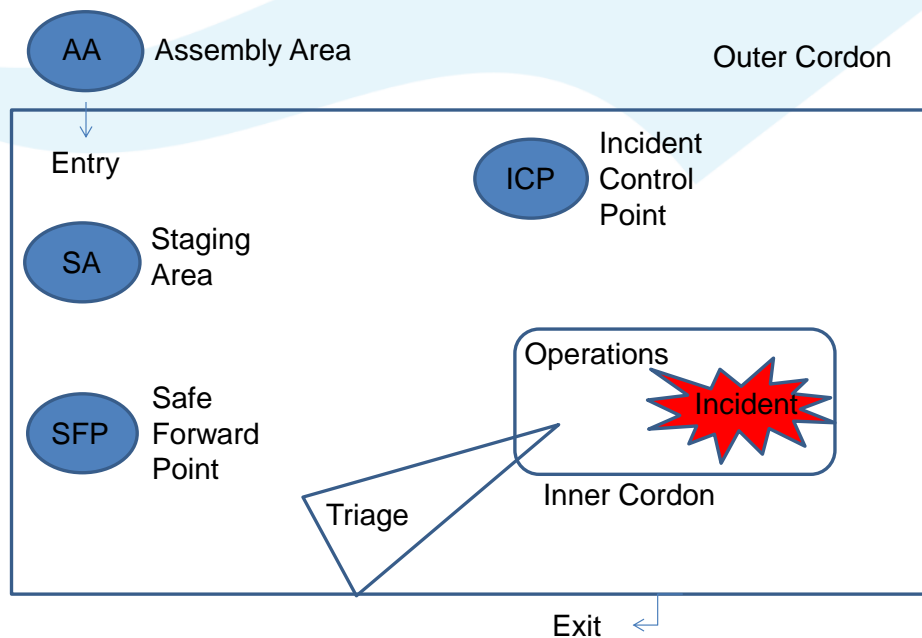 AA
Assembly Area
Outer Cordon
Entry
ICP
Incident
Control
Point
SA
Staging
Area
Operations
Incident
SFP
Safe
Forward
Point
Inner Cordon
Triage
Exit